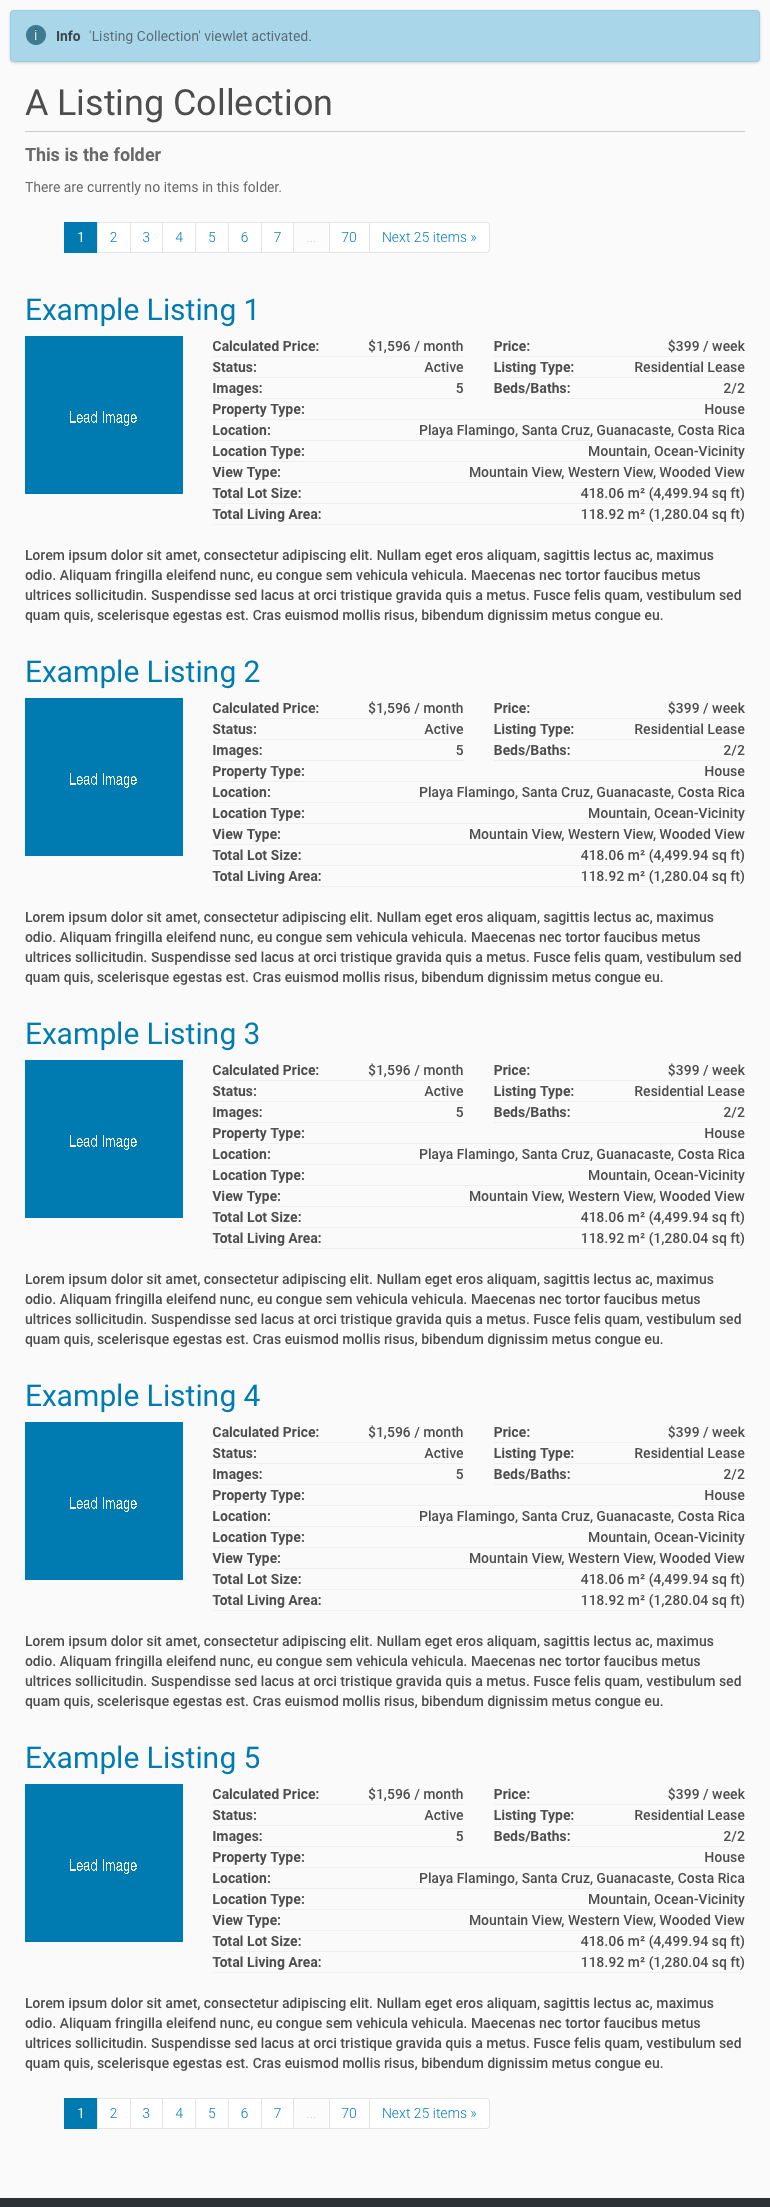 i Info 'Listing Collection' viewlet activated.
A Listing Collection
This is the folder
There are currently no items in this folder.
1 2 3 4 5 6 7 ... 70 Next 25 items »
Example Listing 1
Lead Image
Calculated Price: $1,596 / month Price: $399 / week
Status: Active Listing Type: Residential Lease
Images: 5 Beds/Baths: 2/2
Property Type: House
Location: Playa Flamingo, Santa Cruz, Guanacaste, Costa Rica
Location Type: Mountain, Ocean-Vicinity
View Type: Mountain View, Western View, Wooded View
Total Lot Size: 418.06 m² (4,499.94 sq ft)
Total Living Area: 118.92 m² (1,280.04 sq ft)
Lorem ipsum dolor sit amet, consectetur adipiscing elit. Nullam eget eros aliquam, sagittis lectus ac, maximus
odio. Aliquam fringilla eleifend nunc, eu congue sem vehicula vehicula. Maecenas nec tortor faucibus metus
ultrices sollicitudin. Suspendisse sed lacus at orci tristique gravida quis a metus. Fusce felis quam, vestibulum sed
quam quis, scelerisque egestas est. Cras euismod mollis risus, bibendum dignissim metus congue eu.
Example Listing 2
Lead Image
Calculated Price: $1,596 / month Price: $399 / week
Status: Active Listing Type: Residential Lease
Images: 5 Beds/Baths: 2/2
Property Type: House
Location: Playa Flamingo, Santa Cruz, Guanacaste, Costa Rica
Location Type: Mountain, Ocean-Vicinity
View Type: Mountain View, Western View, Wooded View
Total Lot Size: 418.06 m² (4,499.94 sq ft)
Total Living Area: 118.92 m² (1,280.04 sq ft)
Lorem ipsum dolor sit amet, consectetur adipiscing elit. Nullam eget eros aliquam, sagittis lectus ac, maximus
odio. Aliquam fringilla eleifend nunc, eu congue sem vehicula vehicula. Maecenas nec tortor faucibus metus
ultrices sollicitudin. Suspendisse sed lacus at orci tristique gravida quis a metus. Fusce felis quam, vestibulum sed
quam quis, scelerisque egestas est. Cras euismod mollis risus, bibendum dignissim metus congue eu.
Example Listing 3
Lead Image
Calculated Price: $1,596 / month Price: $399 / week
Status: Active Listing Type: Residential Lease
Images: 5 Beds/Baths: 2/2
Property Type: House
Location: Playa Flamingo, Santa Cruz, Guanacaste, Costa Rica
Location Type: Mountain, Ocean-Vicinity
View Type: Mountain View, Western View, Wooded View
Total Lot Size: 418.06 m² (4,499.94 sq ft)
Total Living Area: 118.92 m² (1,280.04 sq ft)
Lorem ipsum dolor sit amet, consectetur adipiscing elit. Nullam eget eros aliquam, sagittis lectus ac, maximus
odio. Aliquam fringilla eleifend nunc, eu congue sem vehicula vehicula. Maecenas nec tortor faucibus metus
ultrices sollicitudin. Suspendisse sed lacus at orci tristique gravida quis a metus. Fusce felis quam, vestibulum sed
quam quis, scelerisque egestas est. Cras euismod mollis risus, bibendum dignissim metus congue eu.
Example Listing 4
Lead Image
Calculated Price: $1,596 / month Price: $399 / week
Status: Active Listing Type: Residential Lease
Images: 5 Beds/Baths: 2/2
Property Type: House
Location: Playa Flamingo, Santa Cruz, Guanacaste, Costa Rica
Location Type: Mountain, Ocean-Vicinity
View Type: Mountain View, Western View, Wooded View
Total Lot Size: 418.06 m² (4,499.94 sq ft)
Total Living Area: 118.92 m² (1,280.04 sq ft)
Lorem ipsum dolor sit amet, consectetur adipiscing elit. Nullam eget eros aliquam, sagittis lectus ac, maximus
odio. Aliquam fringilla eleifend nunc, eu congue sem vehicula vehicula. Maecenas nec tortor faucibus metus
ultrices sollicitudin. Suspendisse sed lacus at orci tristique gravida quis a metus. Fusce felis quam, vestibulum sed
quam quis, scelerisque egestas est. Cras euismod mollis risus, bibendum dignissim metus congue eu.
Example Listing 5
Lead Image
Calculated Price: $1,596 / month Price: $399 / week
Status: Active Listing Type: Residential Lease
Images: 5 Beds/Baths: 2/2
Property Type: House
Location: Playa Flamingo, Santa Cruz, Guanacaste, Costa Rica
Location Type: Mountain, Ocean-Vicinity
View Type: Mountain View, Western View, Wooded View
Total Lot Size: 418.06 m² (4,499.94 sq ft)
Total Living Area: 118.92 m² (1,280.04 sq ft)
Lorem ipsum dolor sit amet, consectetur adipiscing elit. Nullam eget eros aliquam, sagittis lectus ac, maximus
odio. Aliquam fringilla eleifend nunc, eu congue sem vehicula vehicula. Maecenas nec tortor faucibus metus
ultrices sollicitudin. Suspendisse sed lacus at orci tristique gravida quis a metus. Fusce felis quam, vestibulum sed
quam quis, scelerisque egestas est. Cras euismod mollis risus, bibendum dignissim metus congue eu.
1 2 3 4 5 6 7 ... 70 Next 25 items »